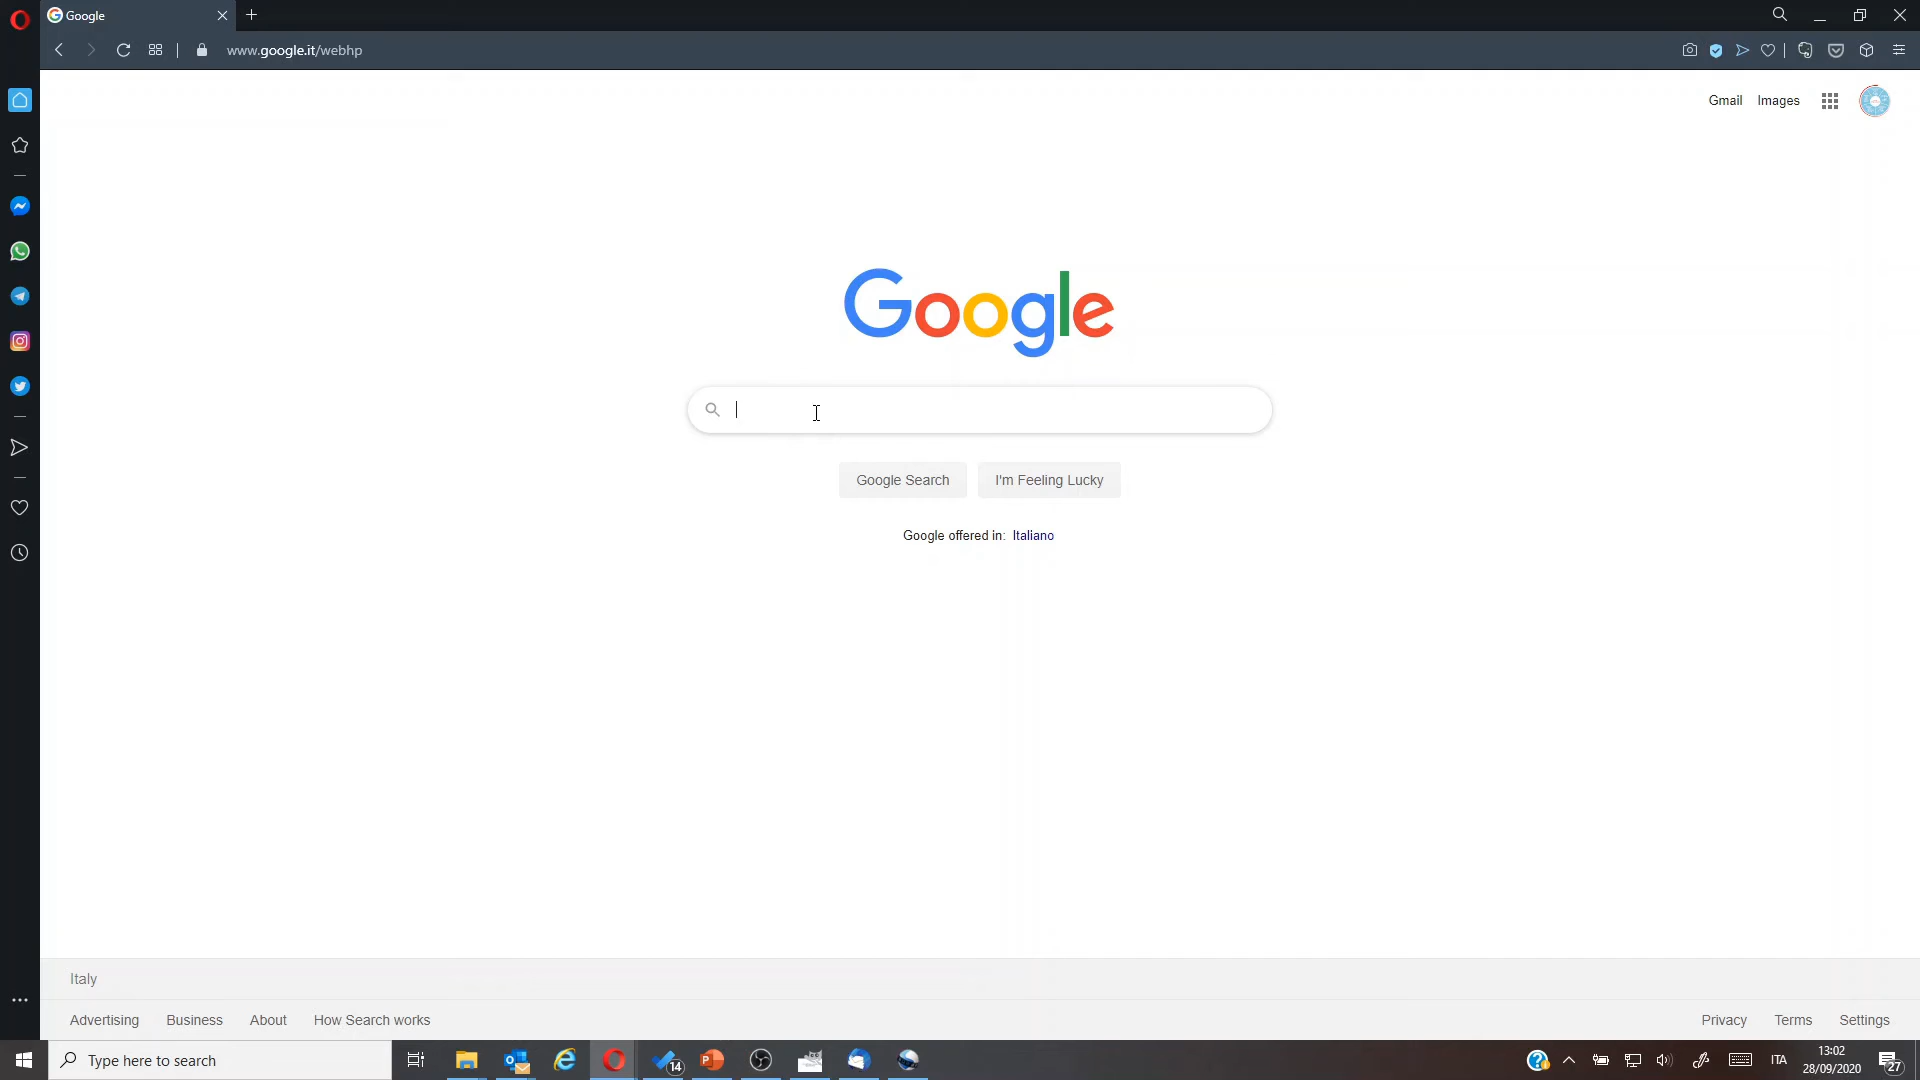 Google
www.google.it/webhp
Gmail Images
Google
Google Search I'm Feeling Lucky
Google offered in: Italiano
Italy
Advertising Business About How Search works Privacy Terms Settings
Type here to search 14 ITA 13:02 27
28/09/2020